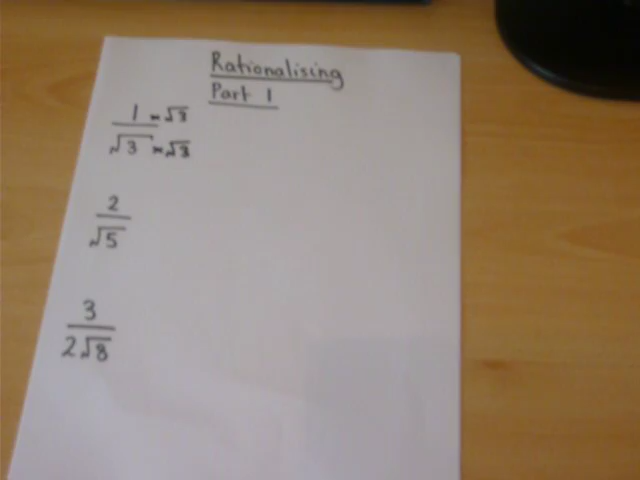 Rationalising
Part 1
1 × √3
√3 × √3
2
√5
3
2√8